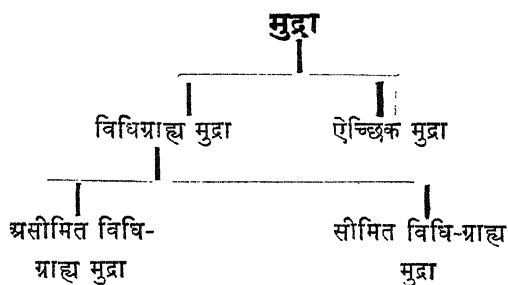 मुद्रा
विधिग्राह्य मुद्रा ऐच्छिक मुद्रा
असीमित विधि- सीमित विधि-ग्राह्य
ग्राह्य मुद्रा मुद्रा